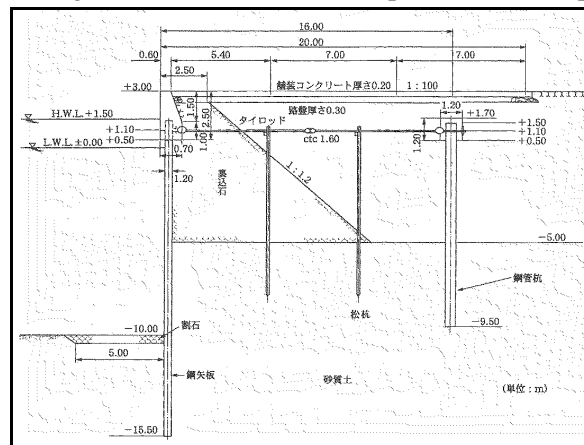 16.00
20.00
0.60 5.40 7.00 7.00
2.50
+3.00 舗装コンクリート厚さ0.20 1:100
1.50
2.50
路盤厚さ0.30
H.W.L.+1.50
タイロッド
1.20
+1.70
+1.50
+1.10
+1.10
+0.50
+0.50
L.W.L.±0.00
0.70
1.00
ctc 1.60
1.20
1.20
裏込石
1:1.2
-5.00
鋼管杭
-9.50
松杭
-10.00
割石
5.00
鋼矢板
砂質土
(単位:m)
-15.50